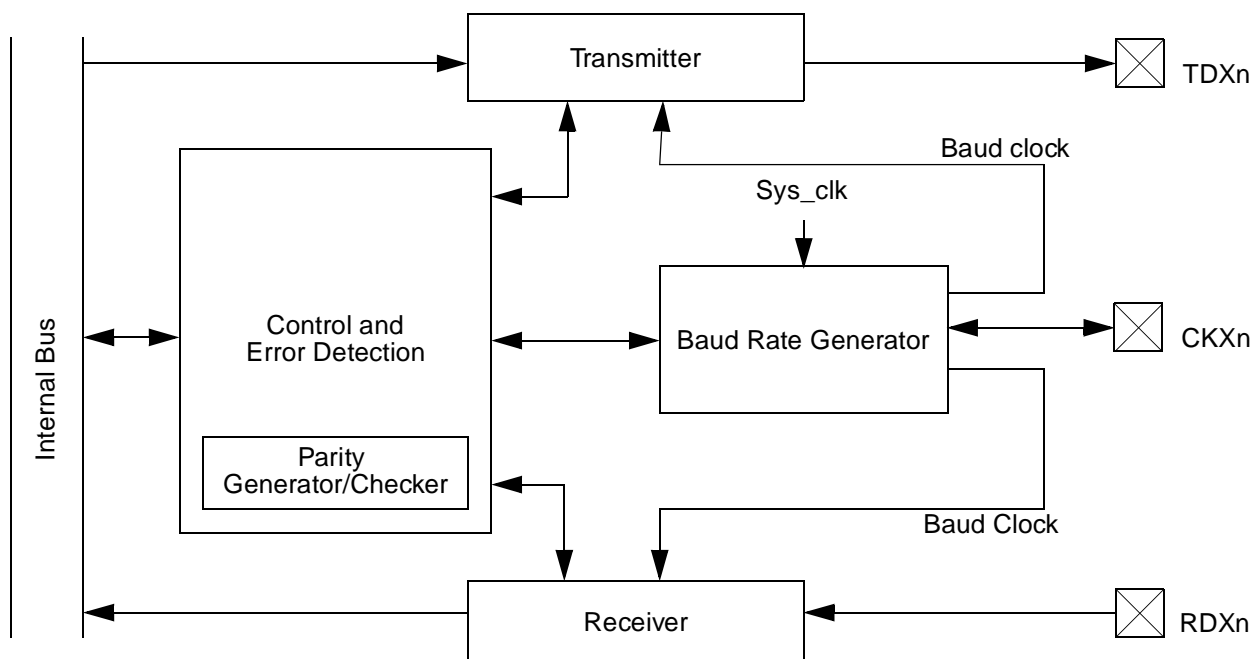 Transmitter
TDXn
Baud clock
Sys_clk
Internal Bus
Control and
Error Detection
Baud Rate Generator
CKXn
Parity
Generator/Checker
Baud Clock
Receiver
RDXn